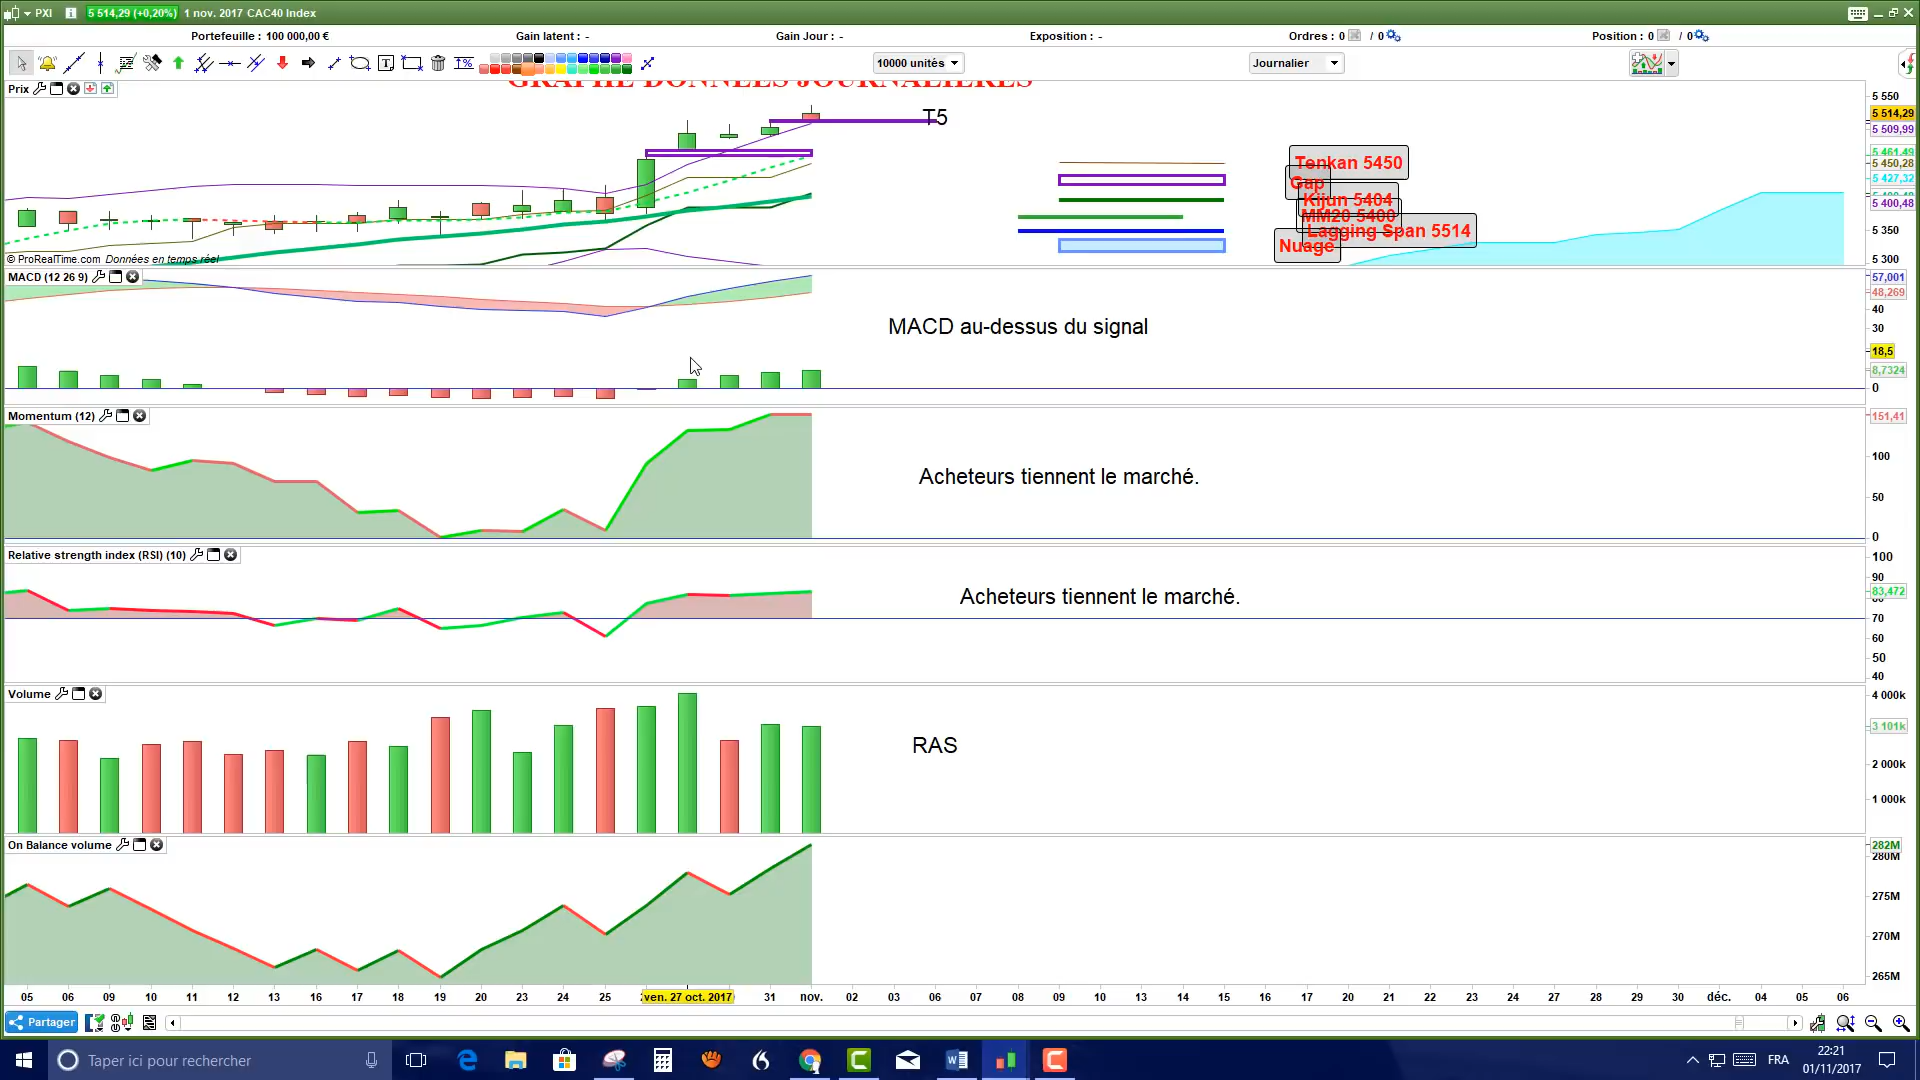 PXI 5 514,29 (+0,20%) 1 nov. 2017 CAC40 Index
Portefeuille : 100 000,00 € Gain latent : - Gain Jour : - Exposition : - Ordres : 0 / 0 Position : 0 / 0
10000 unités Journalier
Prix
GRAPHE DONNEES JOURNALIERES
T5
Tenkan 5450
Gap
Kijun 5404
MM20 5400
Lagging Span 5514
Nuage
5 550
5 514,29
5 509,99
5 461,49
5 450,28
5 427,32
5 400,48
5 350
5 300
© ProRealTime.com Données en temps réel
MACD (12 26 9)
MACD au-dessus du signal
57,001
48,269
40
30
18,5
8,7324
0
Momentum (12)
Acheteurs tiennent le marché.
151,41
100
50
0
Relative strength index (RSI) (10)
Acheteurs tiennent le marché.
100
90
83,472
70
60
50
40
Volume
RAS
4 000k
3 101k
2 000k
1 000k
On Balance volume
282M
280M
275M
270M
265M
05 06 09 10 11 12 13 16 17 18 19 20 23 24 25 ven. 27 oct. 2017 31 nov. 02 03 06 07 08 09 10 13 14 15 16 17 20 21 22 23 24 27 28 29 30 déc. 04 05 06
Partager
Taper ici pour rechercher
FRA
22:21
01/11/2017